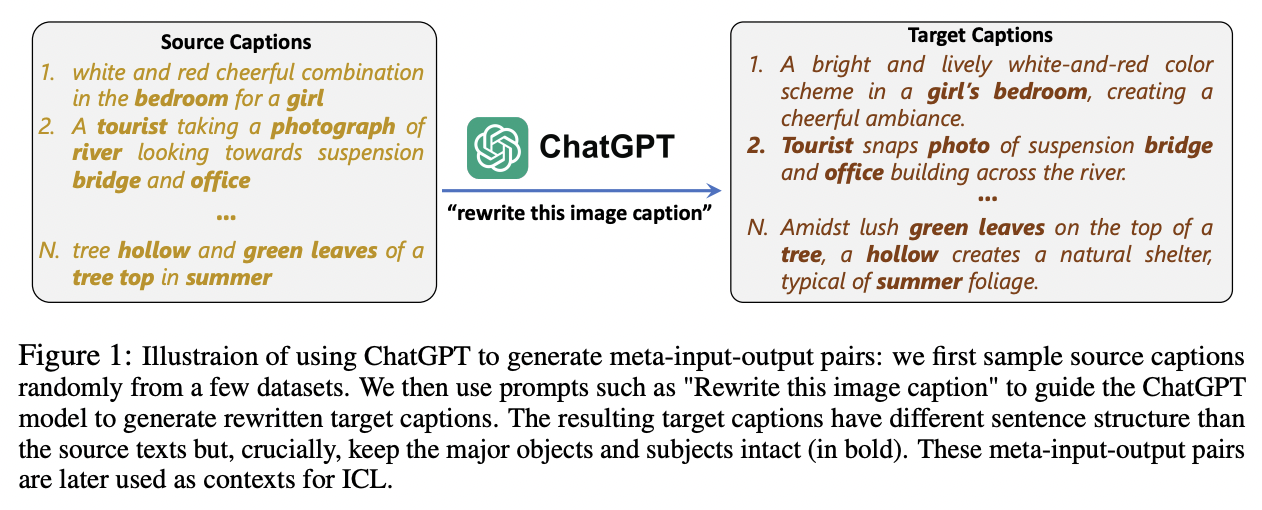 Source Captions
1. white and red cheerful combination
in the bedroom for a girl
2. A tourist taking a photograph of
river looking towards suspension
bridge and office
...
N. tree hollow and green leaves of a
tree top in summer
ChatGPT
“rewrite this image caption”
Target Captions
1. A bright and lively white-and-red color
scheme in a girl’s bedroom, creating a
cheerful ambiance.
2. Tourist snaps photo of suspension bridge
and office building across the river.
...
N. Amidst lush green leaves on the top of a
tree, a hollow creates a natural shelter,
typical of summer foliage.
Figure 1: Illustraion of using ChatGPT to generate meta-input-output pairs: we first sample source captions
randomly from a few datasets. We then use prompts such as "Rewrite this image caption" to guide the ChatGPT
model to generate rewritten target captions. The resulting target captions have different sentence structure than
the source texts but, crucially, keep the major objects and subjects intact (in bold). These meta-input-output pairs
are later used as contexts for ICL.